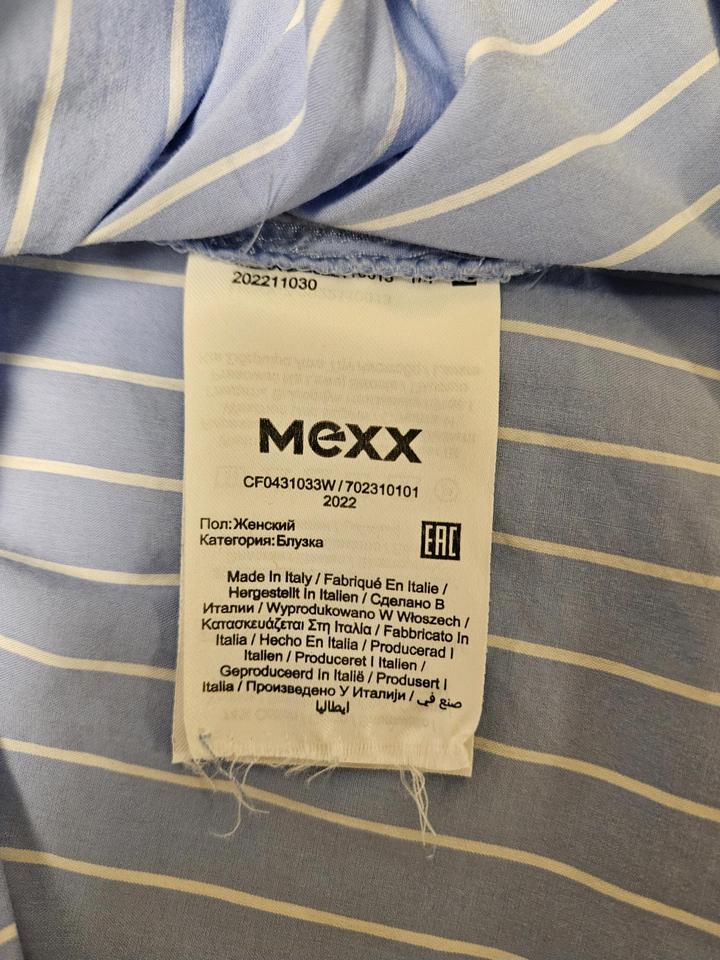 202211030
Mexx
CF0431033W / 702310101
2022
Пол:Женский
Категория:Блузка
EAC
Made In Italy / Fabriqué En Italie /
Hergestellt In Italien / Сделано В
Италии / Wyprodukowano W Włoszech /
Κατασκευάζεται Στη Ιταλία / Fabbricato In
Italia / Hecho En Italia / Producerad I
Italien / Produceret I Italien /
Geproduceerd In Italië / Produsert I
Italia / Произведено У Италији / صنع في
ايطاليا